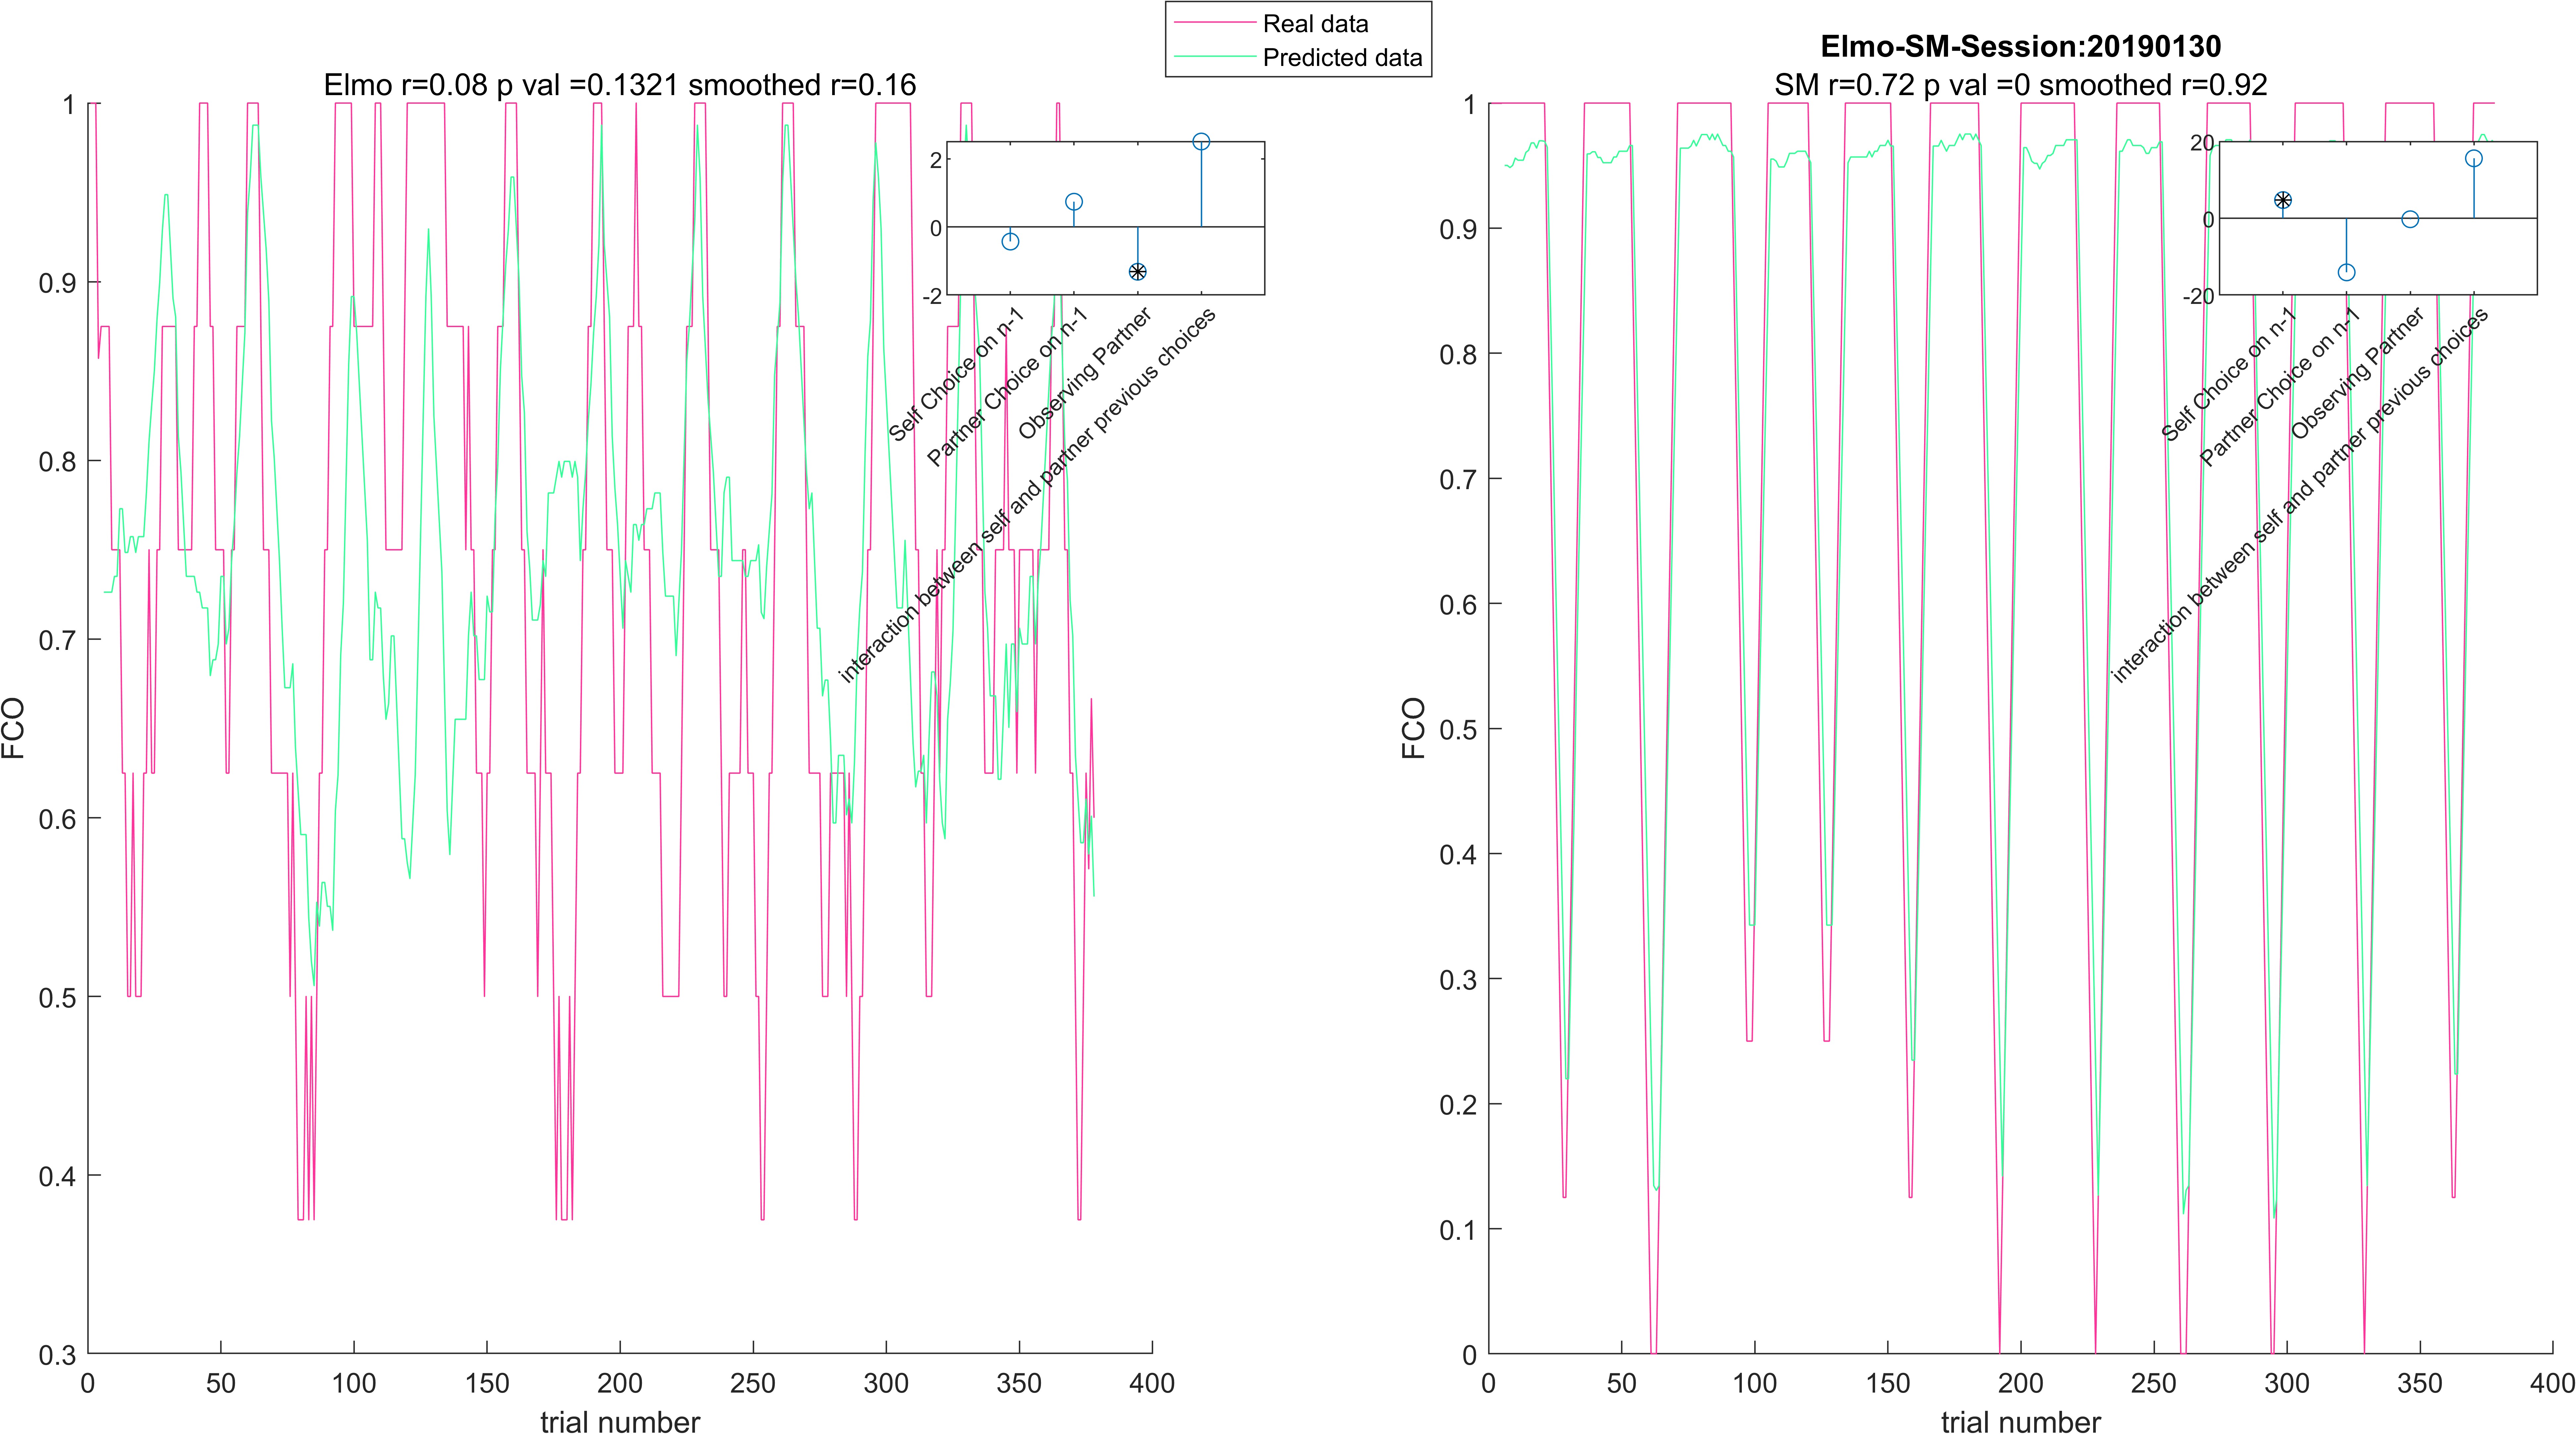 Real data
Predicted data
Elmo r=0.08 p val =0.1321 smoothed r=0.16
1
0.9
0.8
0.7
0.6
0.5
0.4
0.3
FCO
0
50
100
150
200
250
300
350
400
trial number
2
0
-2
Self Choice on n-1
Partner Choice on n-1
Observing Partner
interaction between self and partner previous choices
Elmo-SM-Session:20190130
SM r=0.72 p val =0 smoothed r=0.92
1
0.9
0.8
0.7
0.6
0.5
0.4
0.3
0.2
0.1
0
FCO
0
50
100
150
200
250
300
350
400
trial number
20
0
-20
Self Choice on n-1
Partner Choice on n-1
Observing Partner
interaction between self and partner previous choices